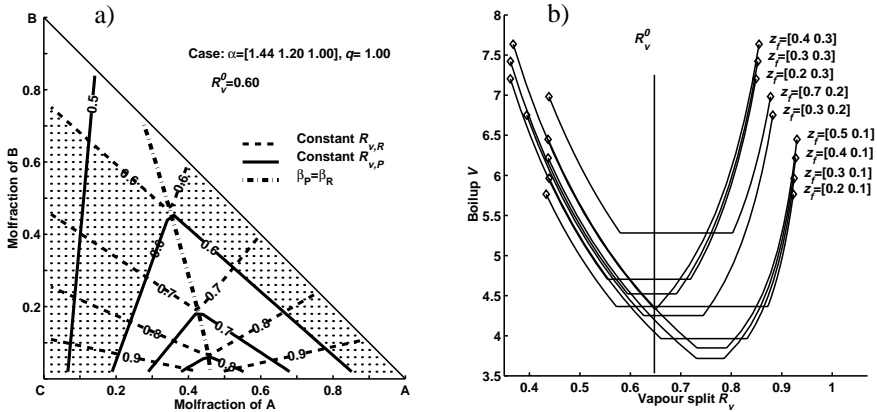 a)
B
Case: α=[1.44 1.20 1.00], q= 1.00
R_v^0=0.60
Constant R_v,R
Constant R_v,P
β_P=β_R
Molfraction of B
0.8
0.6
0.4
0.2
0.5
0.6
0.6
0.6
0.6
0.7
0.7
0.7
0.8
0.8
0.8
0.9
0.9
C
0.2
0.4
0.6
0.8
A
Molfraction of A
b)
R_v^0
Boilup V
8
7.5
7
6.5
6
5.5
5
4.5
4
3.5
z_f=[0.4 0.3]
z_f=[0.3 0.3]
z_f=[0.2 0.3]
z_f=[0.7 0.2]
z_f=[0.3 0.2]
z_f=[0.5 0.1]
z_f=[0.4 0.1]
z_f=[0.3 0.1]
z_f=[0.2 0.1]
0.4
0.5
0.6
0.7
0.8
0.9
1
Vapour split R_v